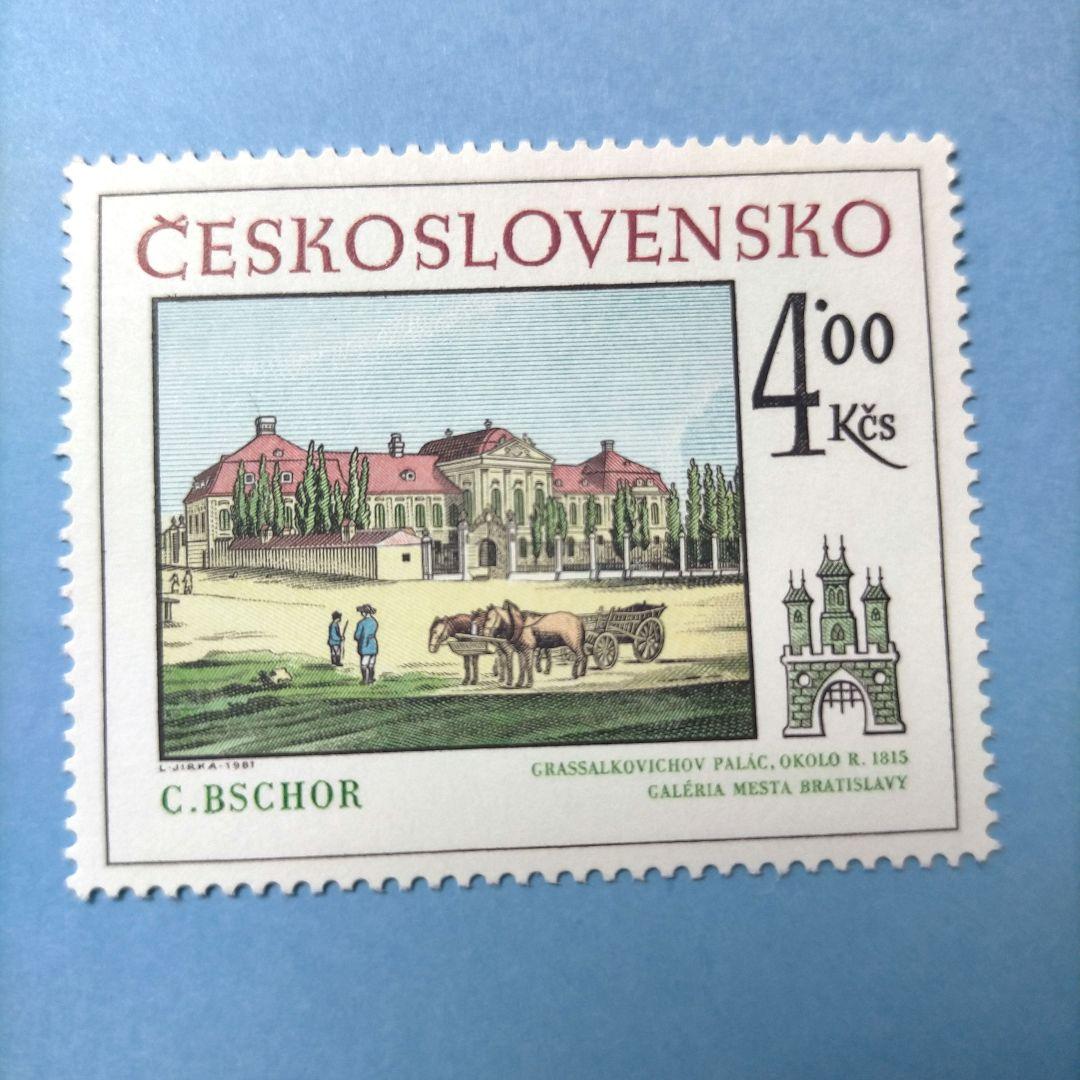 ČESKOSLOVENSKO
4.00
Kčs
L·JIRKA·1981
C.BSCHOR
GRASSALKOVICHOV PALÁC, OKOLO R. 1815
GALÉRIA MESTA BRATISLAVY